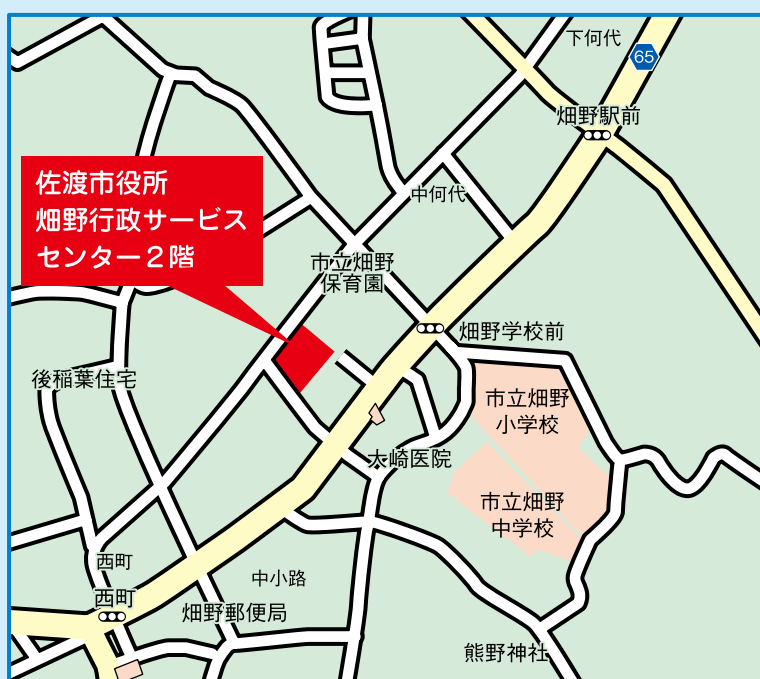 下何代
65
畑野駅前
佐渡市役所
畑野行政サービス
センター２階
中何代
市立畑野
保育園
畑野学校前
後稲葉住宅
市立畑野
小学校
大崎医院
市立畑野
中学校
西町
中小路
西町
畑野郵便局
熊野神社